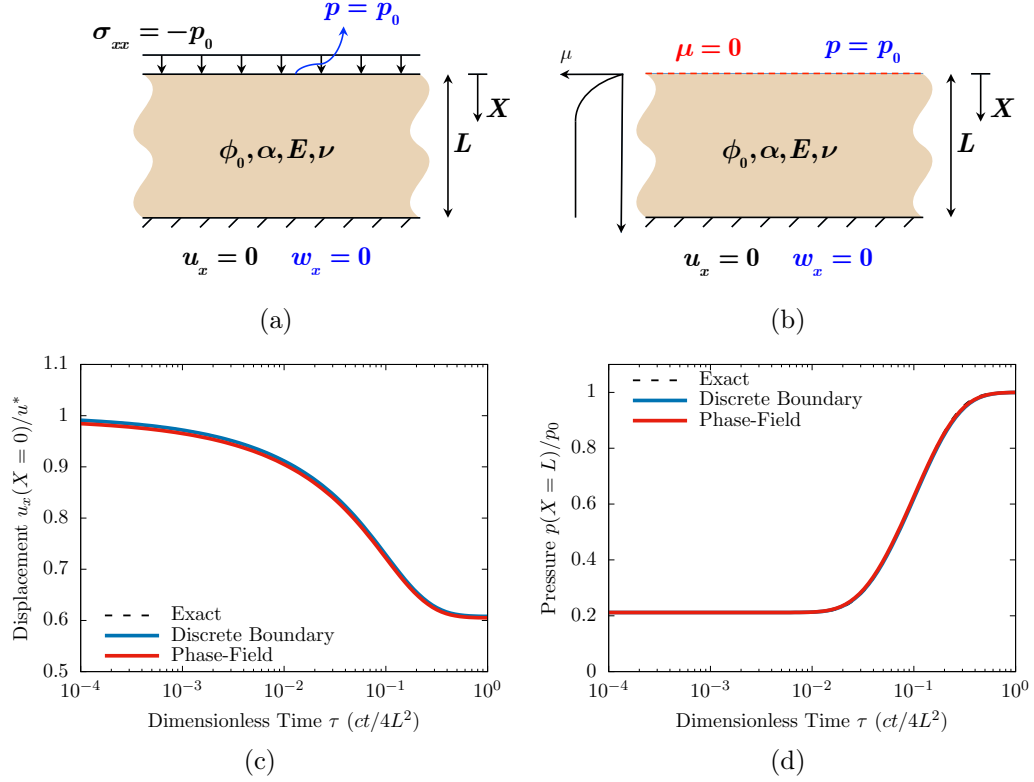 p = p₀
σₓₓ = −p₀
X
L
ϕ₀, α, E, ν
uₓ = 0 wₓ = 0
(a)
μ
μ = 0 p = p₀
X
L
ϕ₀, α, E, ν
uₓ = 0 wₓ = 0
(b)
Displacement uₓ(X = 0)/u*
1.1
1
0.9
0.8
0.7
0.6
0.5
Exact
Discrete Boundary
Phase-Field
10⁻⁴ 10⁻³ 10⁻² 10⁻¹ 10⁰
Dimensionless Time τ (ct/4L²)
(c)
Pressure p(X = L)/p₀
1
0.8
0.6
0.4
0.2
0
Exact
Discrete Boundary
Phase-Field
10⁻⁴ 10⁻³ 10⁻² 10⁻¹ 10⁰
Dimensionless Time τ (ct/4L²)
(d)